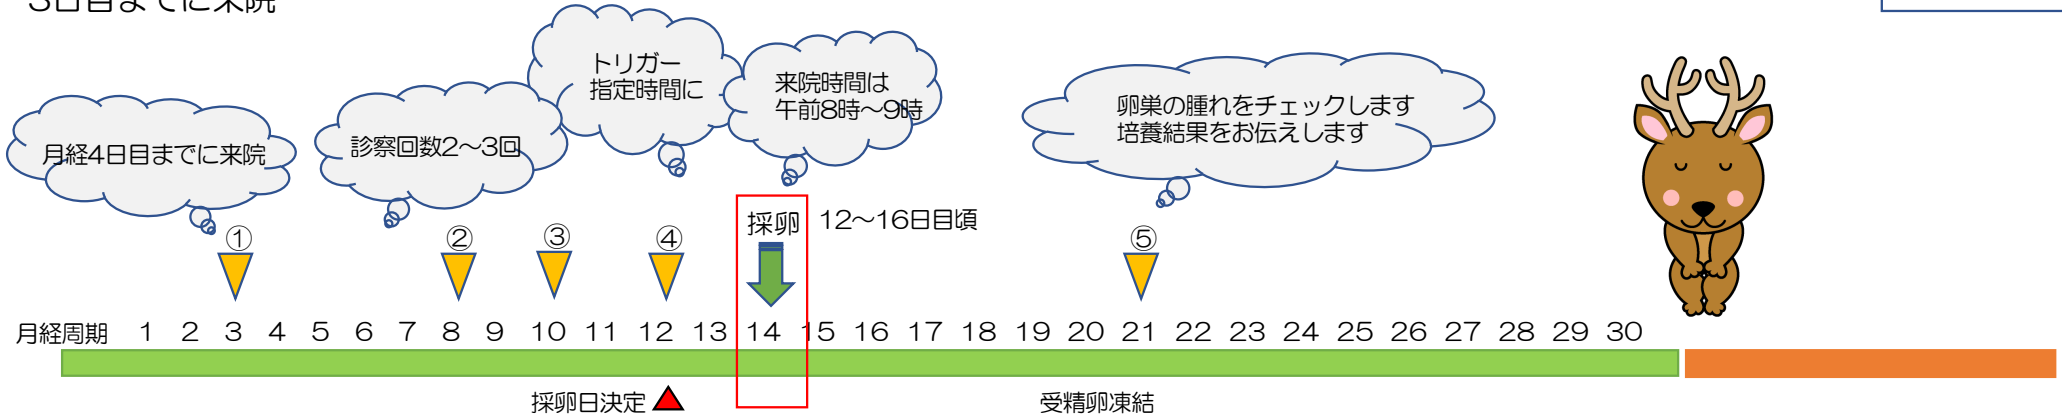 3日目までに来院
トリガー
指定時間に
来院時間は
午前8時～9時
卵巣の腫れをチェックします
培養結果をお伝えします
月経4日目までに来院
診察回数2～3回
採卵 12～16日目頃
① ② ③ ④ ⑤
月経周期 1 2 3 4 5 6 7 8 9 10 11 12 13 14 15 16 17 18 19 20 21 22 23 24 25 26 27 28 29 30
採卵日決定 受精卵凍結